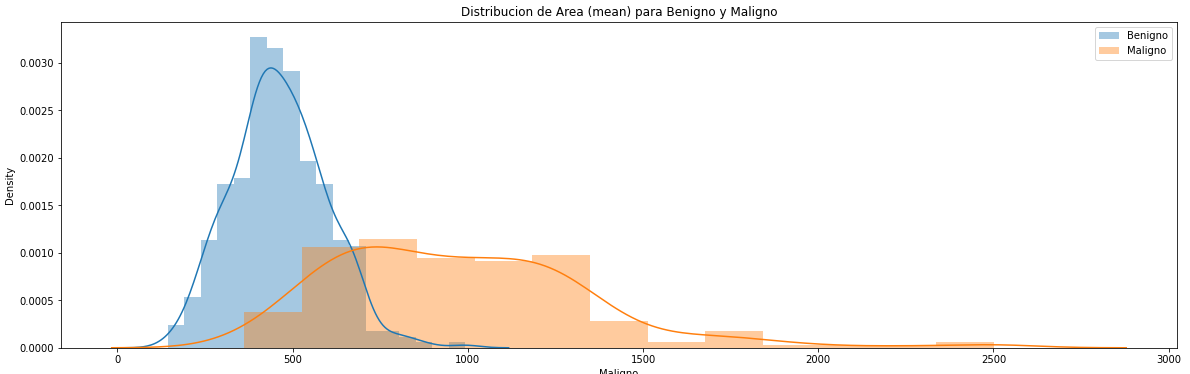 Distribucion de Area (mean) para Benigno y Maligno
Benigno
Maligno
Density
0.0030
0.0025
0.0020
0.0015
0.0010
0.0005
0.0000
0 500 1000 1500 2000 2500 3000
Maligno